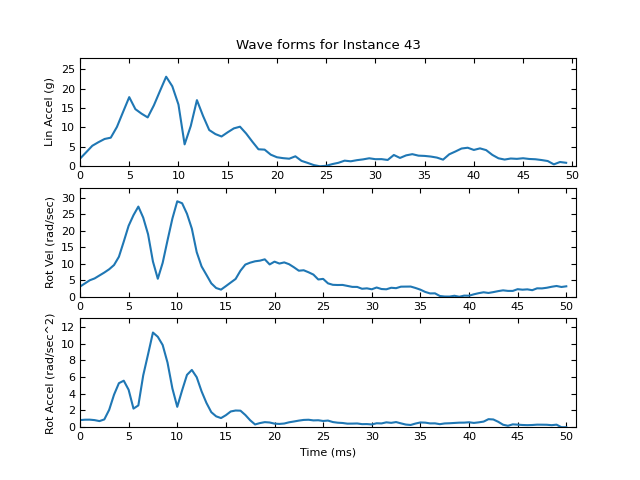 Wave forms for Instance 43
Lin Accel (g)
25
20
15
10
5
0
0 5 10 15 20 25 30 35 40 45 50
Rot Vel (rad/sec)
30
25
20
15
10
5
0
0 5 10 15 20 25 30 35 40 45 50
Rot Accel (rad/sec^2)
12
10
8
6
4
2
0
0 5 10 15 20 25 30 35 40 45 50
Time (ms)